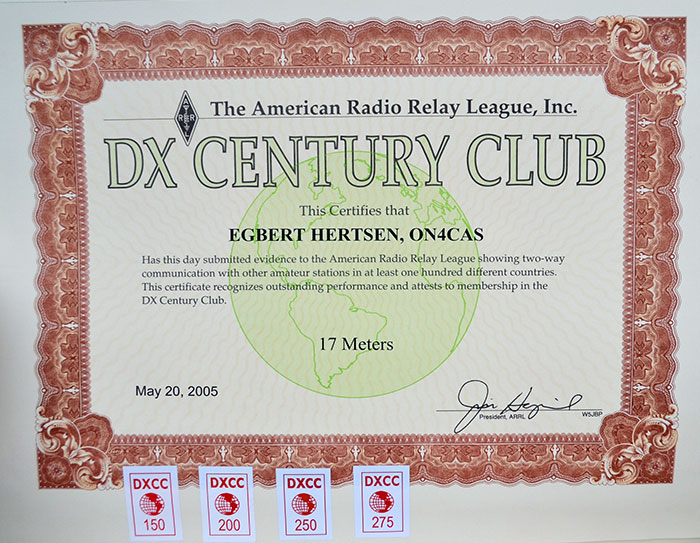 The American Radio Relay League, Inc.
DX CENTURY CLUB
This Certifies that
EGBERT HERTSEN, ON4CAS
Has this day submitted evidence to the American Radio Relay League showing two-way
communication with other amateur stations in at least one hundred different countries.
This certificate recognizes outstanding performance and attests to membership in the
DX Century Club.
17 Meters
May 20, 2005
President, ARRL
W5JBP
DXCC DXCC DXCC DXCC
150 200 250 275